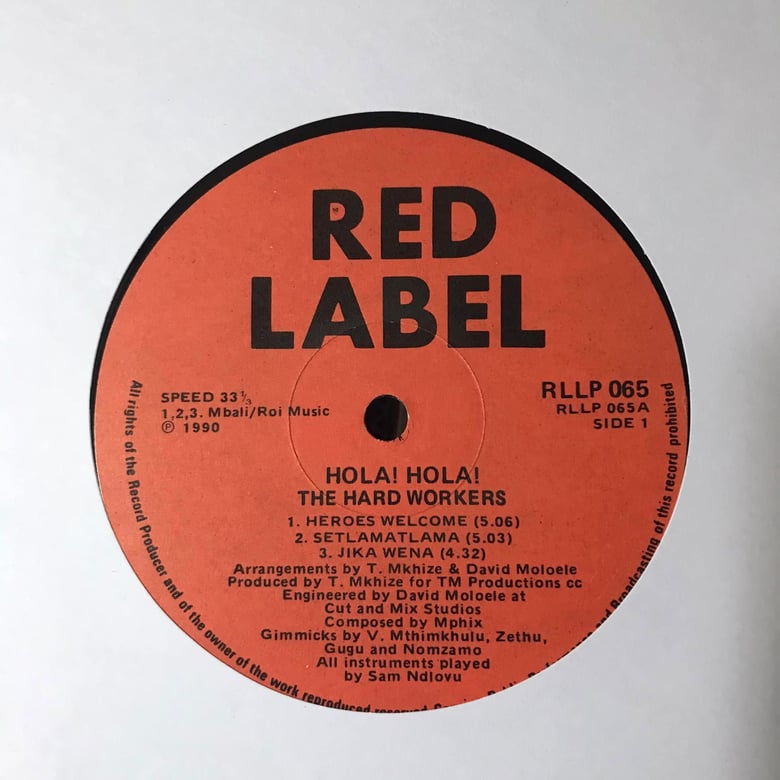 RED
LABEL
SPEED 33⅓
1,2,3. Mbali/Roi Music
℗ 1990
RLLP 065
RLLP 065A
SIDE 1
HOLA! HOLA!
THE HARD WORKERS
1. HEROES WELCOME (5.06)
2. SETLAMATLAMA (5.03)
3. JIKA WENA (4.32)
Arrangements by T. Mkhize & David Moloele
Produced by T. Mkhize for TM Productions cc
Engineered by David Moloele at
Cut and Mix Studios
Composed by Mphix
Gimmicks by V. Mthimkhulu, Zethu,
Gugu and Nomzamo
All instruments played
by Sam Ndlovu
All rights of the Record Producer and of the owner of the work reproduced reserved and Broadcasting of this record prohibited